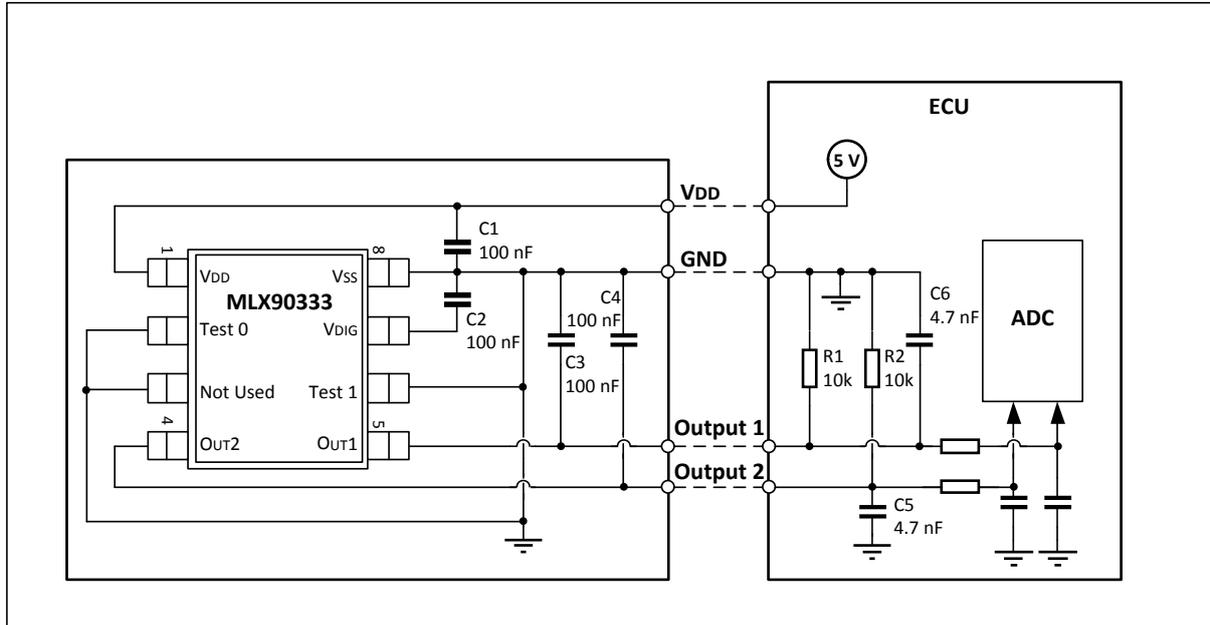 ECU
5 V
VDD
C1
100 nF
GND
1
8
VDD
VSS
MLX90333
Test 0
VDIG
C2
100 nF
C4
100 nF
C3
100 nF
C6
4.7 nF
ADC
R1
10k
R2
10k
Not Used
Test 1
4
5
OUT2
OUT1
Output 1
Output 2
C5
4.7 nF